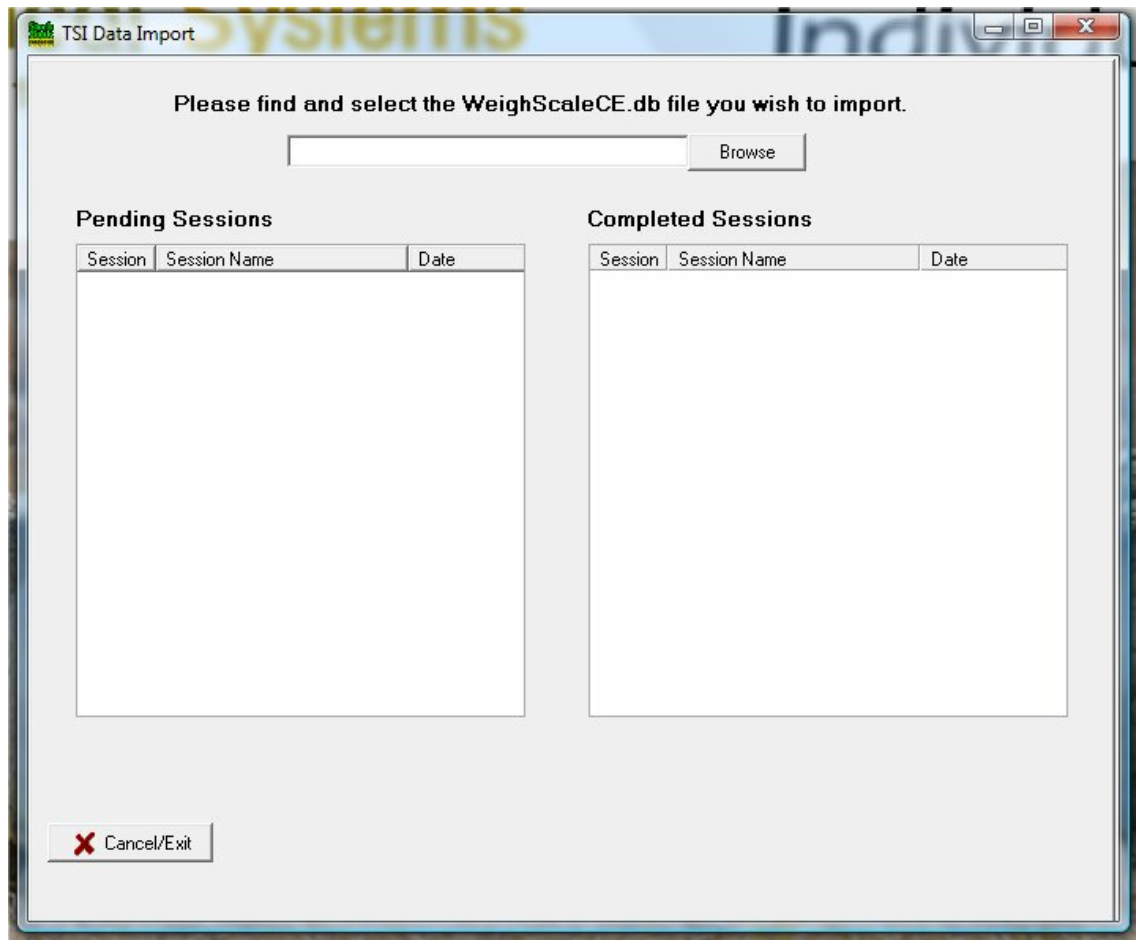 Systems
TSI Data Import
Please find and select the WeighScaleCE.db file you wish to import.
Browse
Pending Sessions
Completed Sessions
Session Session Name Date
Session Session Name Date
Cancel/Exit